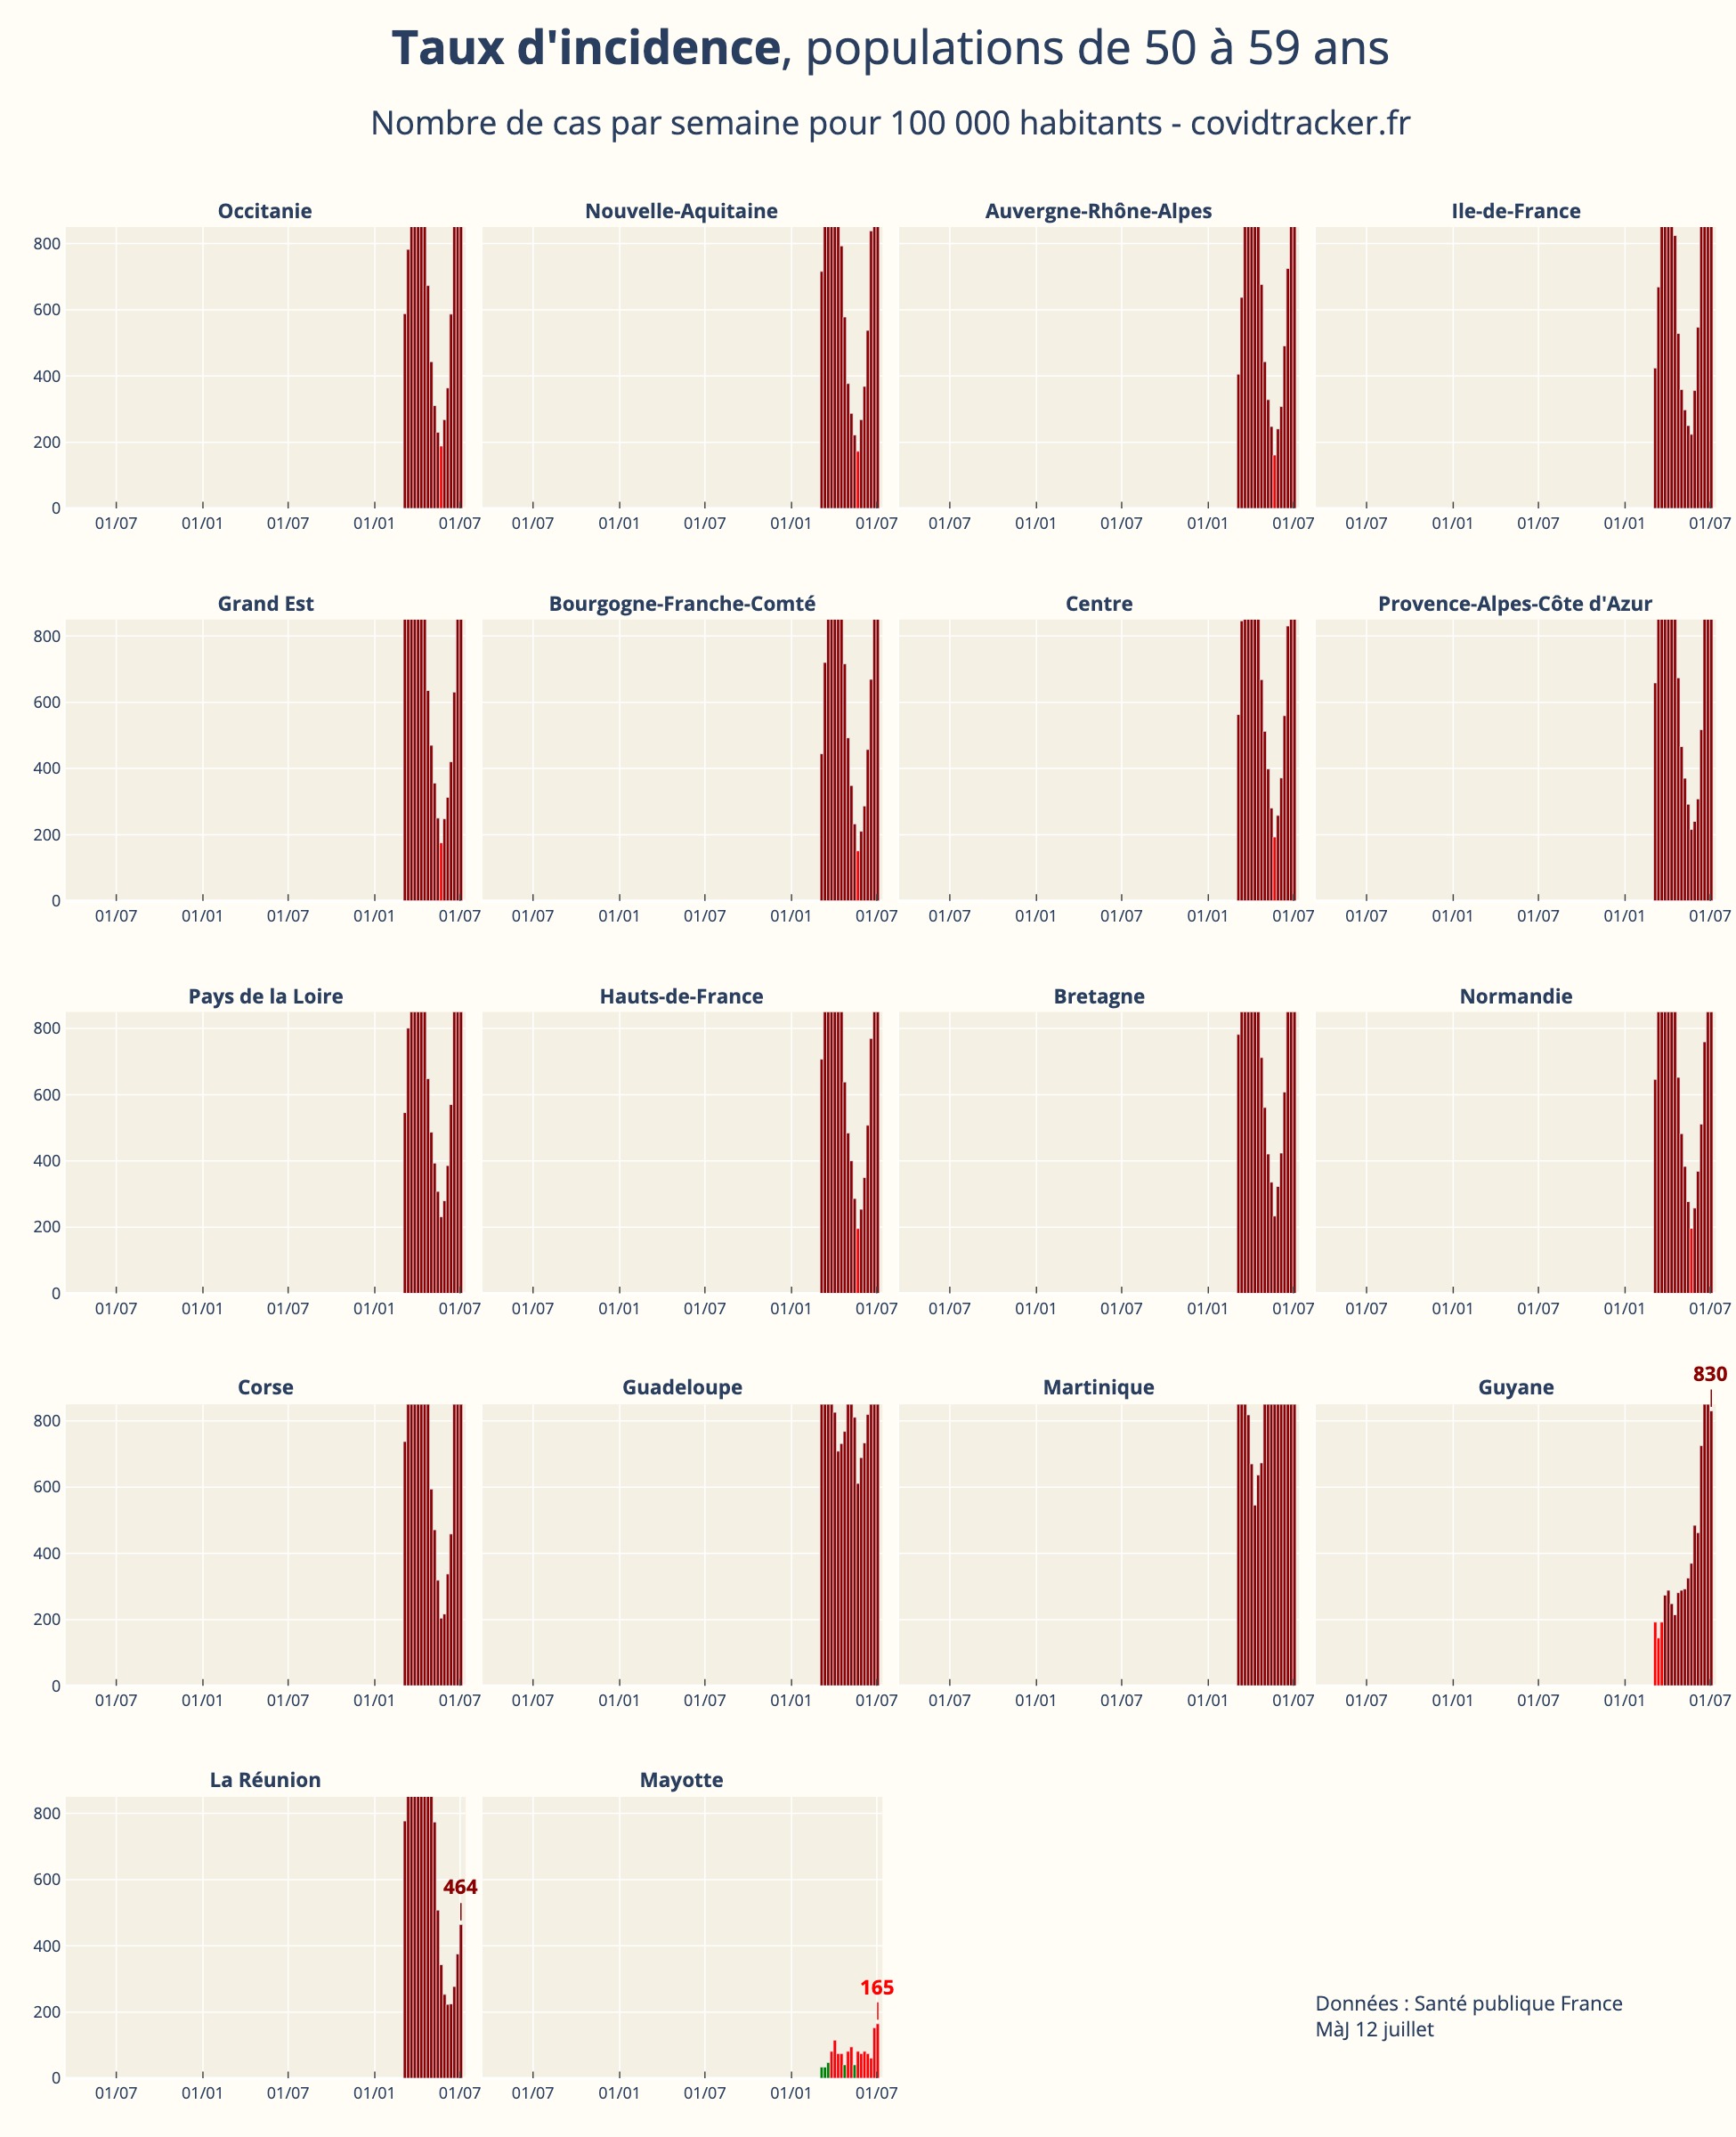 Taux d'incidence, populations de 50 à 59 ans
Nombre de cas par semaine pour 100 000 habitants - covidtracker.fr
Occitanie
Nouvelle-Aquitaine
Auvergne-Rhône-Alpes
Ile-de-France
800
600
400
200
0
01/07 01/01 01/07 01/01 01/07
01/07 01/01 01/07 01/01 01/07
01/07 01/01 01/07 01/01 01/07
01/07 01/01 01/07 01/01 01/07
Grand Est
Bourgogne-Franche-Comté
Centre
Provence-Alpes-Côte d'Azur
800
600
400
200
0
01/07 01/01 01/07 01/01 01/07
01/07 01/01 01/07 01/01 01/07
01/07 01/01 01/07 01/01 01/07
01/07 01/01 01/07 01/01 01/07
Pays de la Loire
Hauts-de-France
Bretagne
Normandie
800
600
400
200
0
01/07 01/01 01/07 01/01 01/07
01/07 01/01 01/07 01/01 01/07
01/07 01/01 01/07 01/01 01/07
01/07 01/01 01/07 01/01 01/07
Corse
Guadeloupe
Martinique
Guyane
830
800
600
400
200
0
01/07 01/01 01/07 01/01 01/07
01/07 01/01 01/07 01/01 01/07
01/07 01/01 01/07 01/01 01/07
01/07 01/01 01/07 01/01 01/07
La Réunion
Mayotte
800
600
400
200
0
464
165
01/07 01/01 01/07 01/01 01/07
01/07 01/01 01/07 01/01 01/07
Données : Santé publique France
MàJ 12 juillet